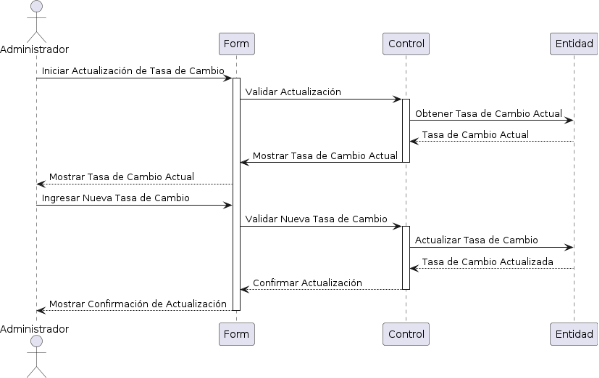 Administrador
Form
Control
Entidad
Iniciar Actualización de Tasa de Cambio
Validar Actualización
Obtener Tasa de Cambio Actual
Tasa de Cambio Actual
Mostrar Tasa de Cambio Actual
Mostrar Tasa de Cambio Actual
Ingresar Nueva Tasa de Cambio
Validar Nueva Tasa de Cambio
Actualizar Tasa de Cambio
Tasa de Cambio Actualizada
Confirmar Actualización
Mostrar Confirmación de Actualización
Administrador
Form
Control
Entidad